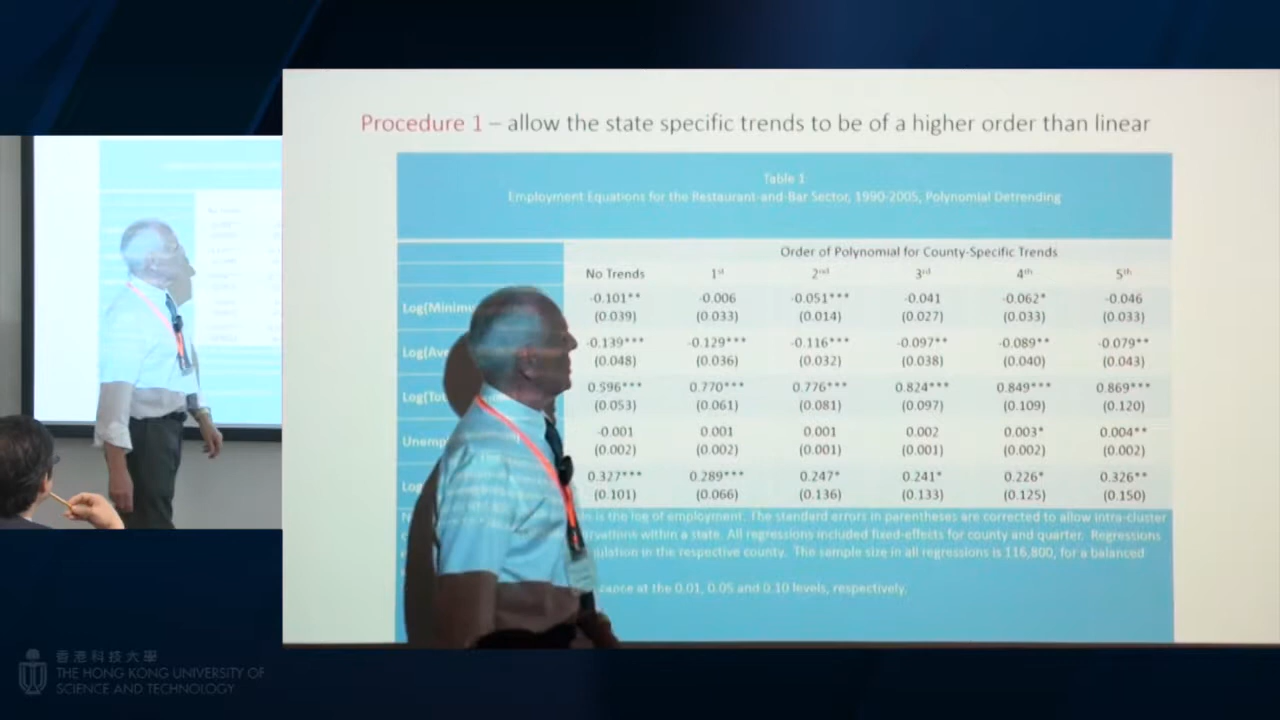 Procedure 1 – allow the state specific trends to be of a higher order than linear
Table 1
Employment Equations for the Restaurant-and-Bar Sector, 1990-2005, Polynomial Detrending
Order of Polynomial for County-Specific Trends
No Trends 1st 2nd 3rd 4th 5th
Log( -0.101** -0.006 -0.051*** -0.041 -0.062* -0.046
(0.039) (0.033) (0.014) (0.027) (0.033) (0.033)
Log( -0.139*** -0.129*** -0.116*** -0.097** -0.089** -0.079**
(0.048) (0.036) (0.032) (0.038) (0.040) (0.043)
Log( 0.596*** 0.770*** 0.776*** 0.824*** 0.849*** 0.869***
(0.053) (0.061) (0.081) (0.097) (0.109) (0.120)
-0.001 0.001 0.001 0.002 0.003* 0.004**
(0.002) (0.002) (0.001) (0.001) (0.002) (0.002)
0.327*** 0.289*** 0.247* 0.241* 0.226* 0.326**
(0.101) (0.066) (0.136) (0.133) (0.125) (0.150)
is the log of employment. The standard errors in parentheses are corrected to allow intra-cluster
within a state. All regressions included fixed-effects for county and quarter. Regressions
in the respective county. The sample size in all regressions is 116,800, for a balanced
at the 0.01, 0.05 and 0.10 levels, respectively.
香港科技大學
THE HONG KONG UNIVERSITY OF
SCIENCE AND TECHNOLOGY